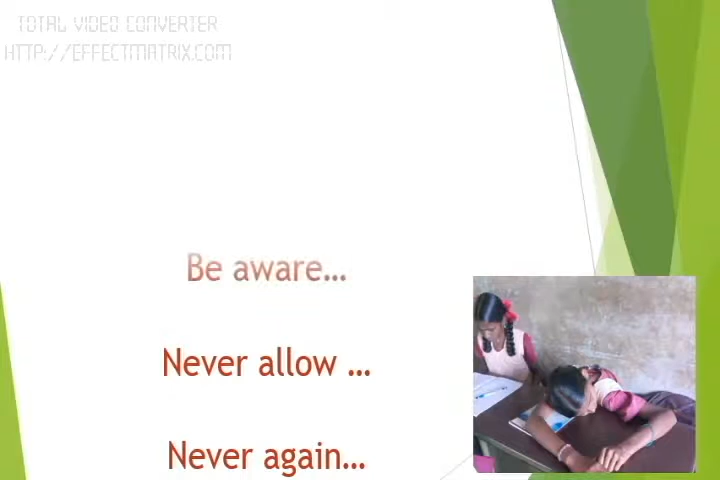 TOTAL VIDEO CONVERTER
HTTP://EFFECTMATRIX.COM
Be aware...
Never allow ...
Never again...